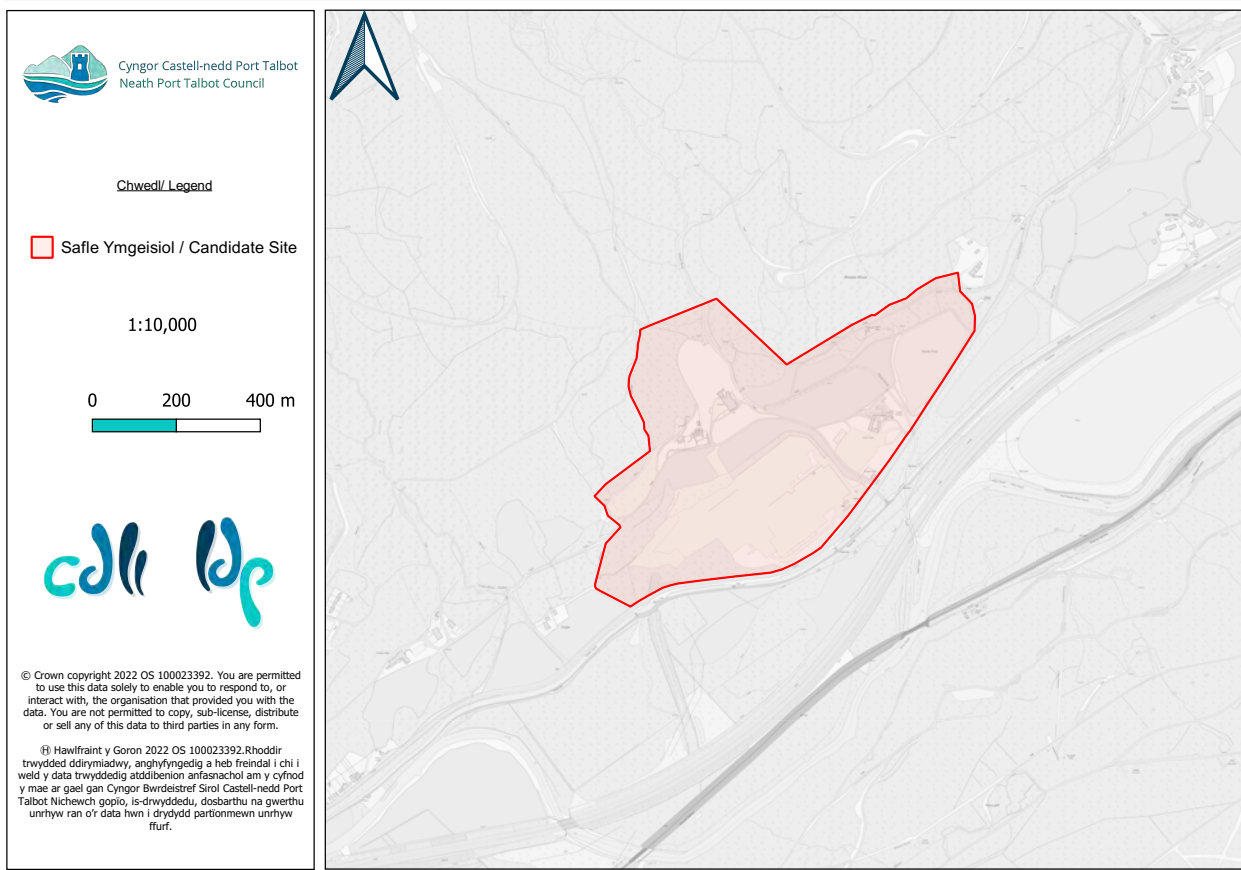 Cyngor Castell-nedd Port Talbot
Neath Port Talbot Council
Chwedl/ Legend
Safle Ymgeisiol / Candidate Site
1:10,000
0 200 400 m
cdll ldp
© Crown copyright 2022 OS 100023392. You are permitted
to use this data solely to enable you to respond to, or
interact with, the organisation that provided you with the
data. You are not permitted to copy, sub-license, distribute
or sell any of this data to third parties in any form.
Ⓗ Hawlfraint y Goron 2022 OS 100023392.Rhoddir
trwydded ddirymiadwy, anghyfyngedig a heb freindal i chi i
weld y data trwyddedig atddibenion anfasnachol am y cyfnod
y mae ar gael gan Cyngor Bwrdeistref Sirol Castell-nedd Port
Talbot Nichewch gopïo, is-drwyddedu, dosbarthu na gwerthu
unrhyw ran o'r data hwn i drydydd partïonmewn unrhyw
ffurf.